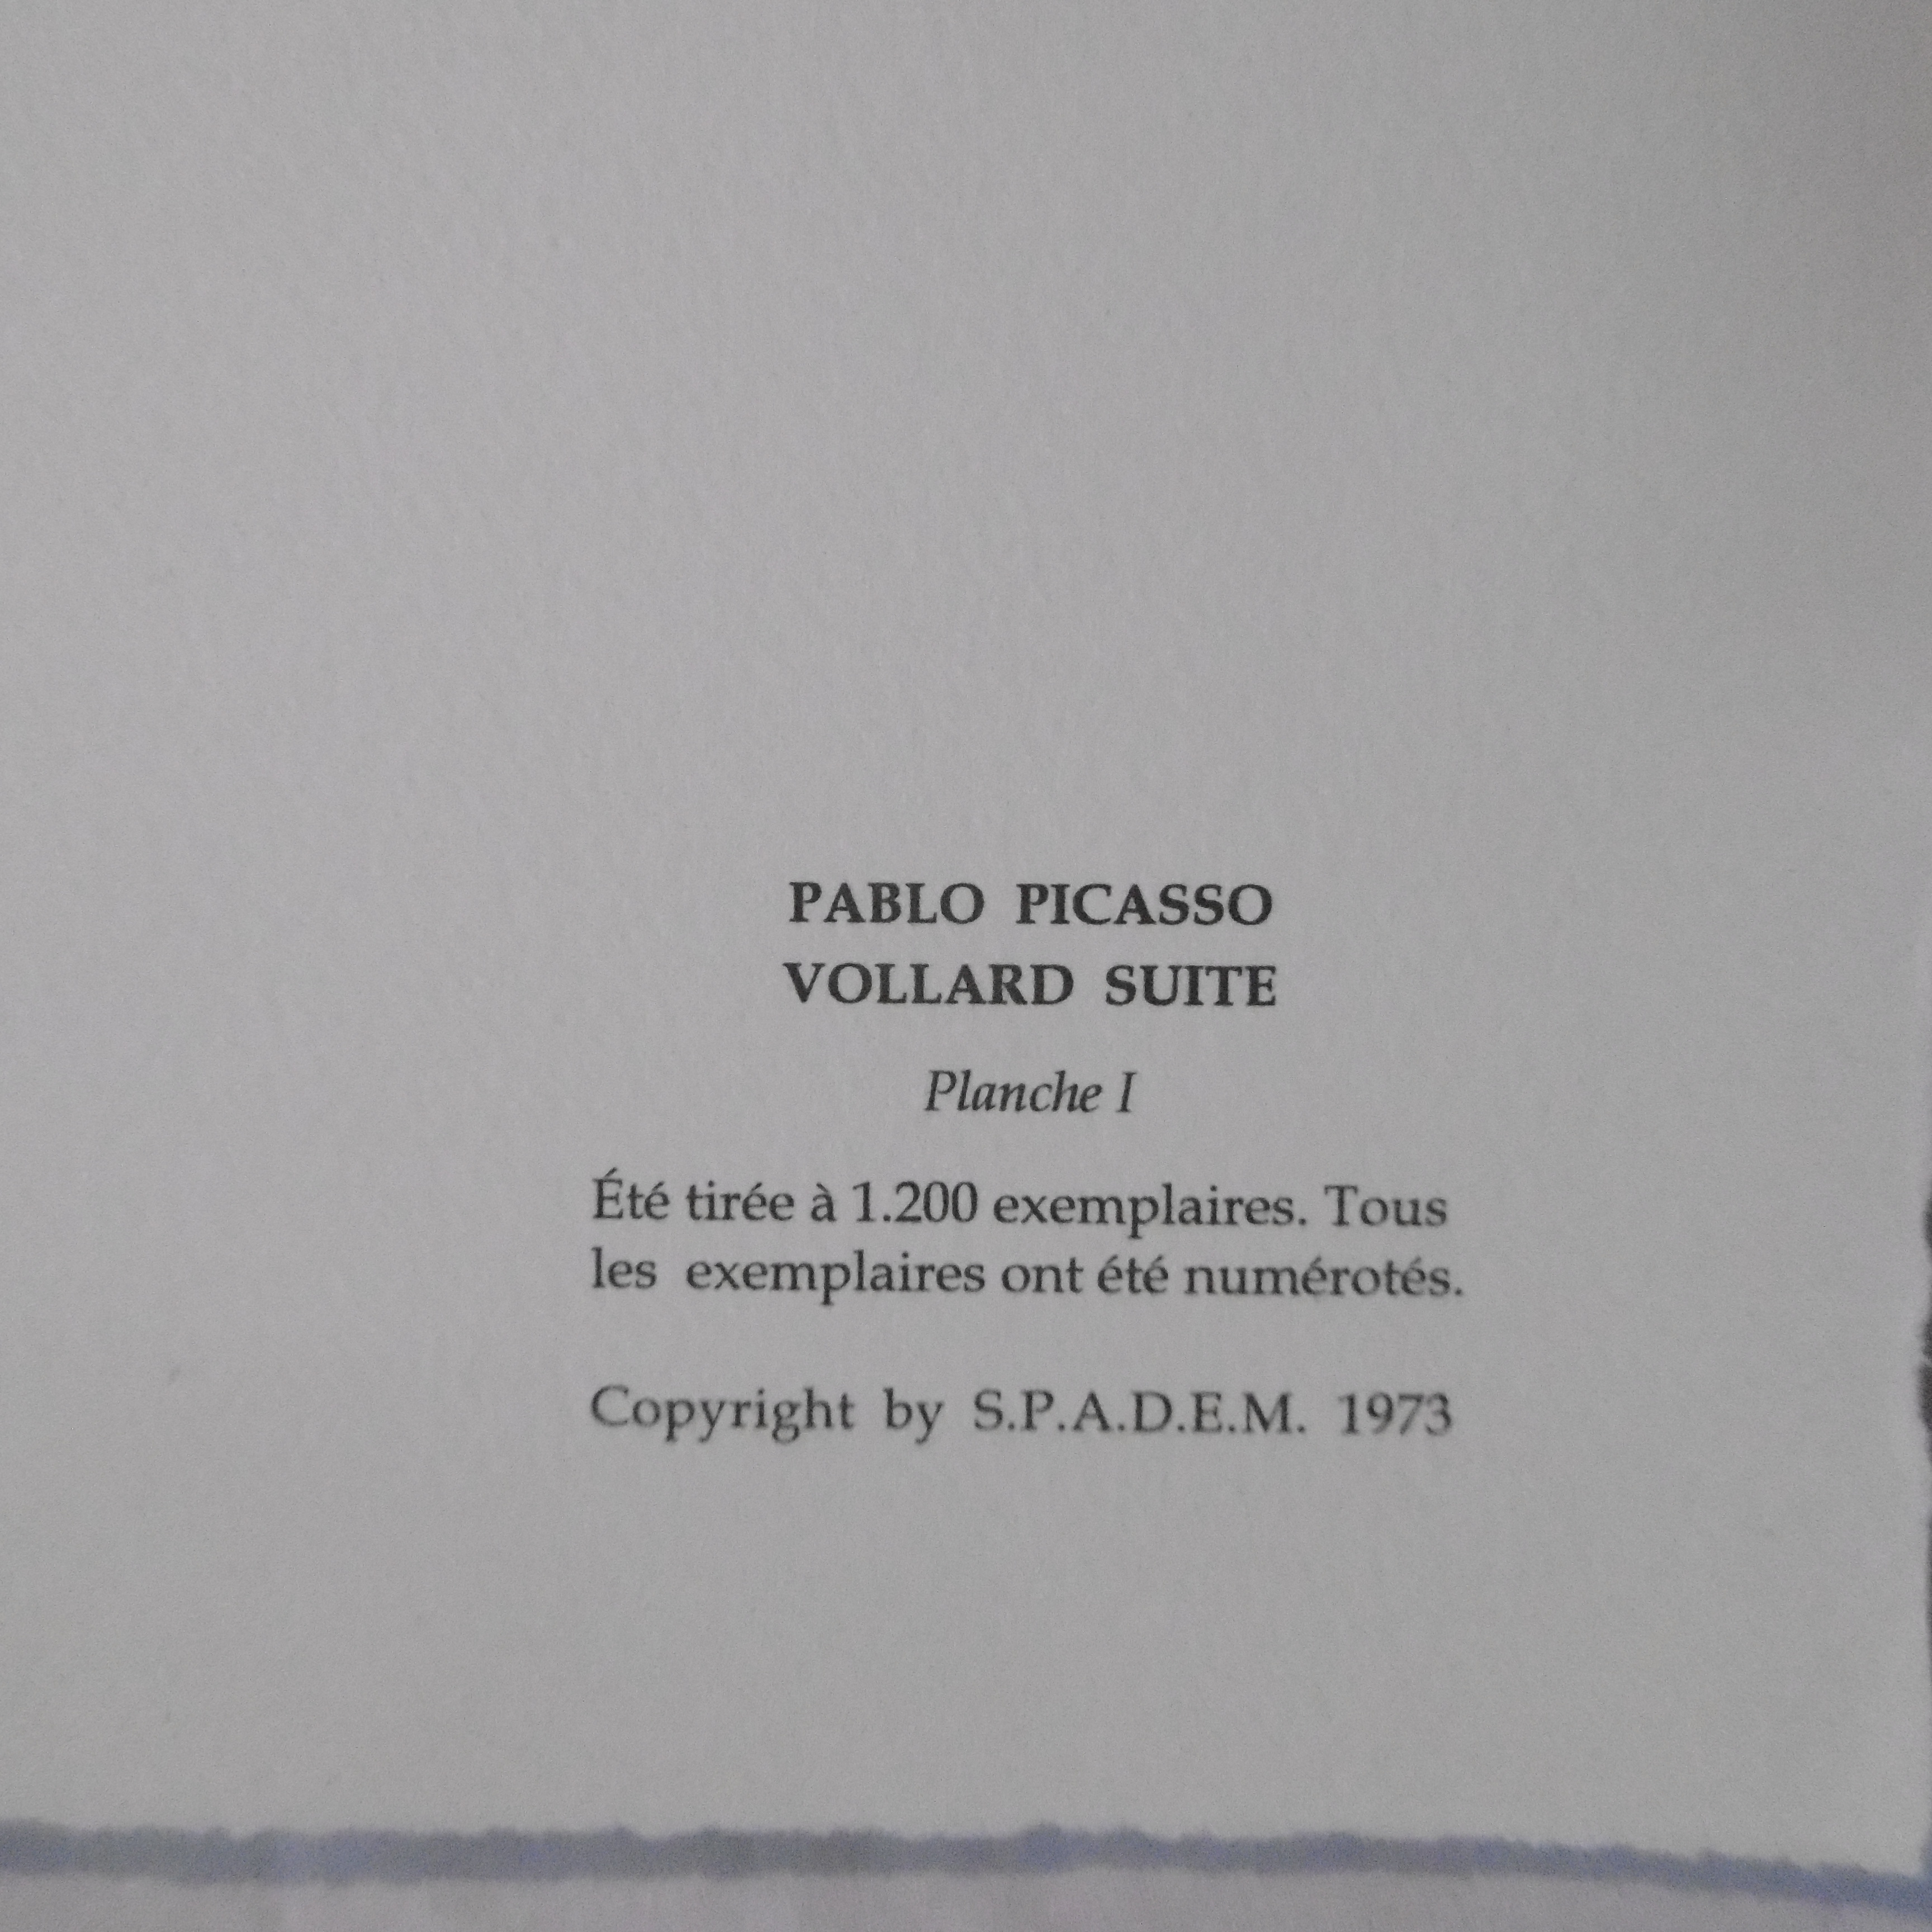 PABLO PICASSO
VOLLARD SUITE
Planche I
Été tirée à 1.200 exemplaires. Tous
les exemplaires ont été numérotés.
Copyright by S.P.A.D.E.M. 1973